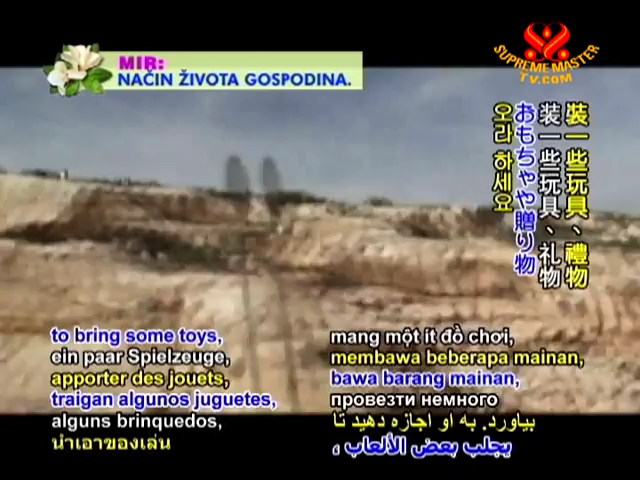 MIR:
NAČIN ŽIVOTA GOSPODINA.
SUPREME MASTER
TV.COM
裝一些玩具、禮物
装一些玩具、礼物
おもちゃや贈り物
오라 하세요
to bring some toys,
ein paar Spielzeuge,
apporter des jouets,
traigan algunos juguetes,
alguns brinquedos,
นำเอาของเล่น
mang một ít đồ chơi,
membawa beberapa mainan,
bawa barang mainan,
провезти немного
بیاورد. به او اجازه دهید تا
يجلب بعض الألعاب ،